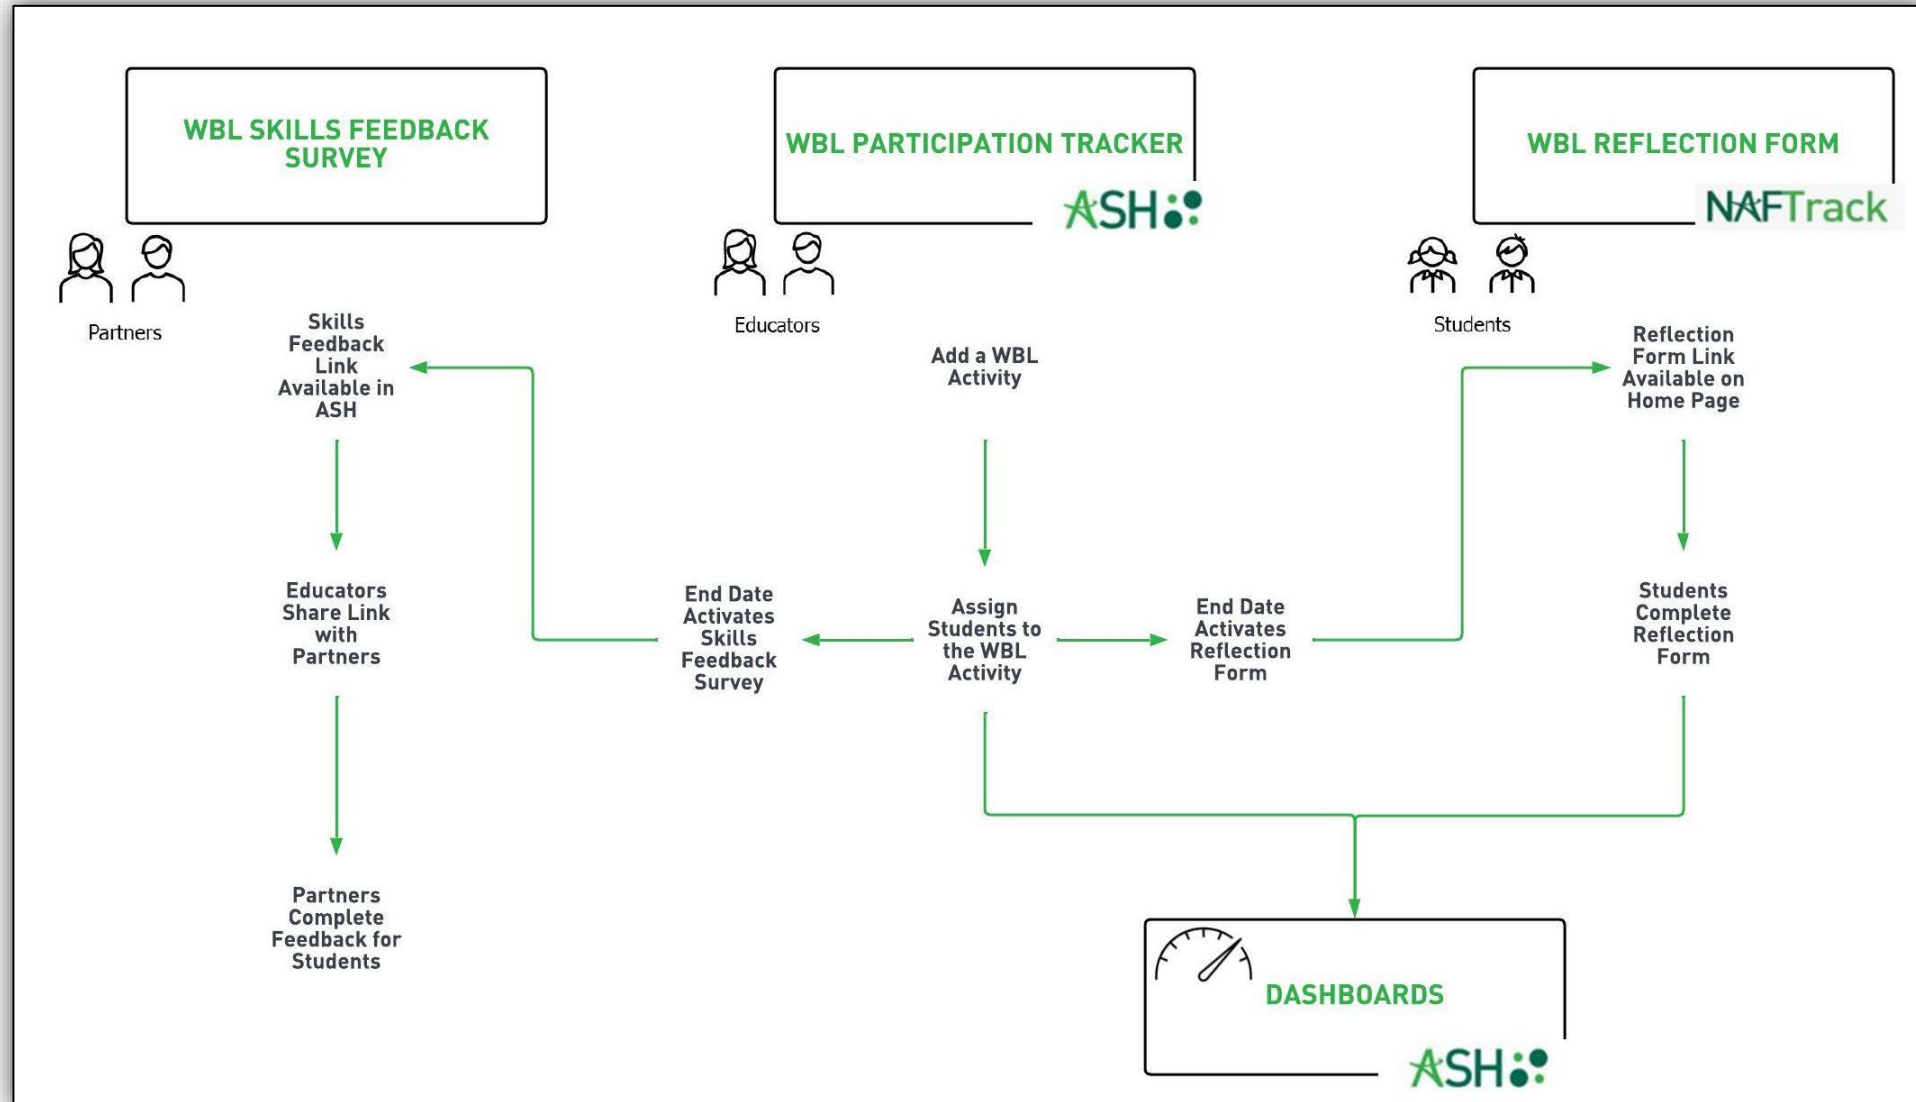 WBL SKILLS FEEDBACK
SURVEY
WBL PARTICIPATION TRACKER
ASH
WBL REFLECTION FORM
NAFTrack
Partners
Educators
Students
Skills
Feedback
Link
Available in
ASH
Add a WBL
Activity
Reflection
Form Link
Available on
Home Page
Educators
Share Link
with
Partners
End Date
Activates
Skills
Feedback
Survey
Assign
Students to
the WBL
Activity
End Date
Activates
Reflection
Form
Students
Complete
Reflection
Form
Partners
Complete
Feedback for
Students
DASHBOARDS
ASH